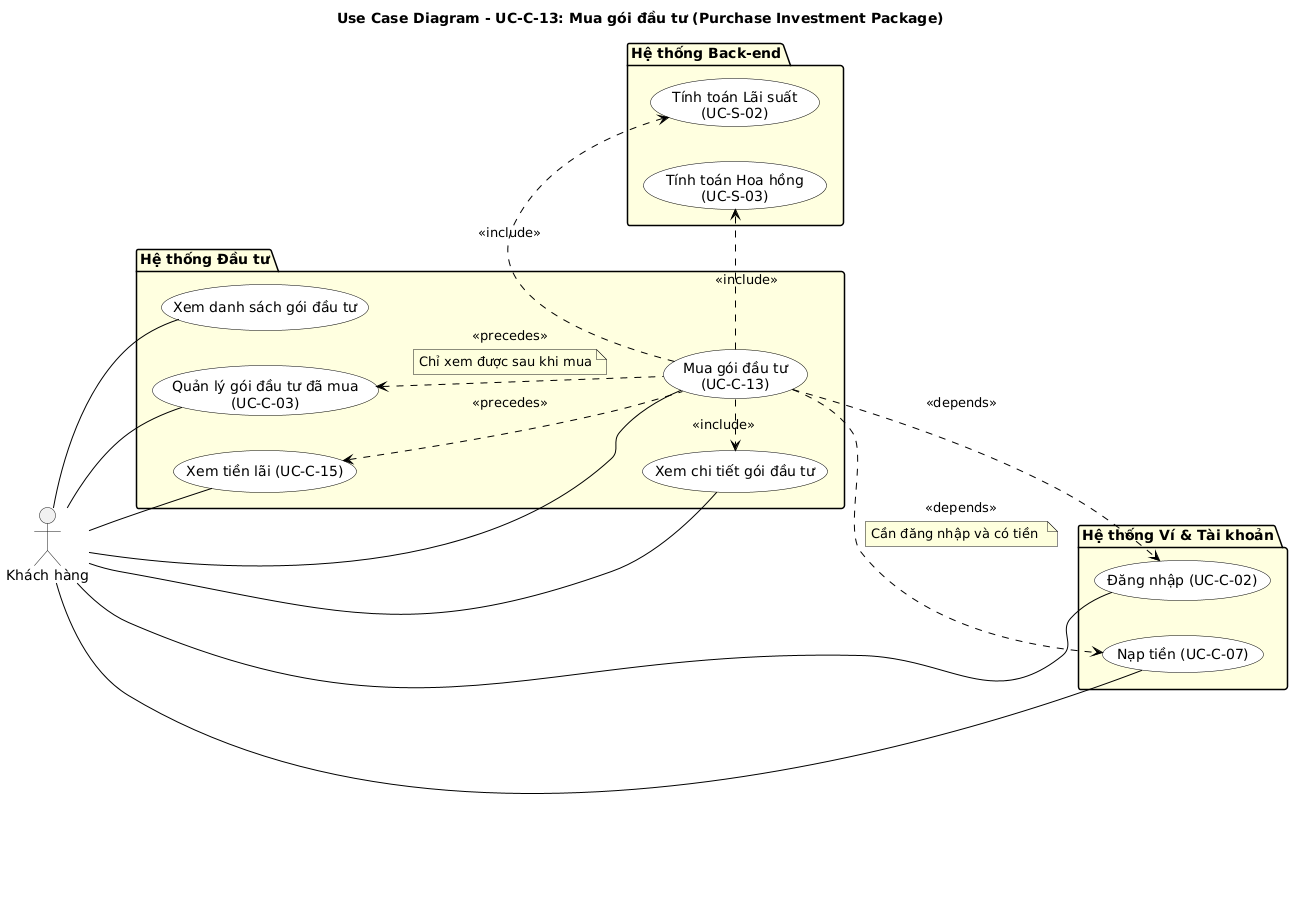 Use Case Diagram - UC-C-13: Mua gói đầu tư (Purchase Investment Package)
Hệ thống Back-end
Tính toán Lãi suất
(UC-S-02)
Tính toán Hoa hồng
(UC-S-03)
«include»
«include»
Hệ thống Đầu tư
Xem danh sách gói đầu tư
«precedes»
Chỉ xem được sau khi mua
Mua gói đầu tư
(UC-C-13)
Quản lý gói đầu tư đã mua
(UC-C-03)
«precedes»
«include»
Xem tiền lãi (UC-C-15)
Xem chi tiết gói đầu tư
«depends»
«depends»
Cần đăng nhập và có tiền
Hệ thống Ví & Tài khoản
Đăng nhập (UC-C-02)
Nạp tiền (UC-C-07)
Khách hàng